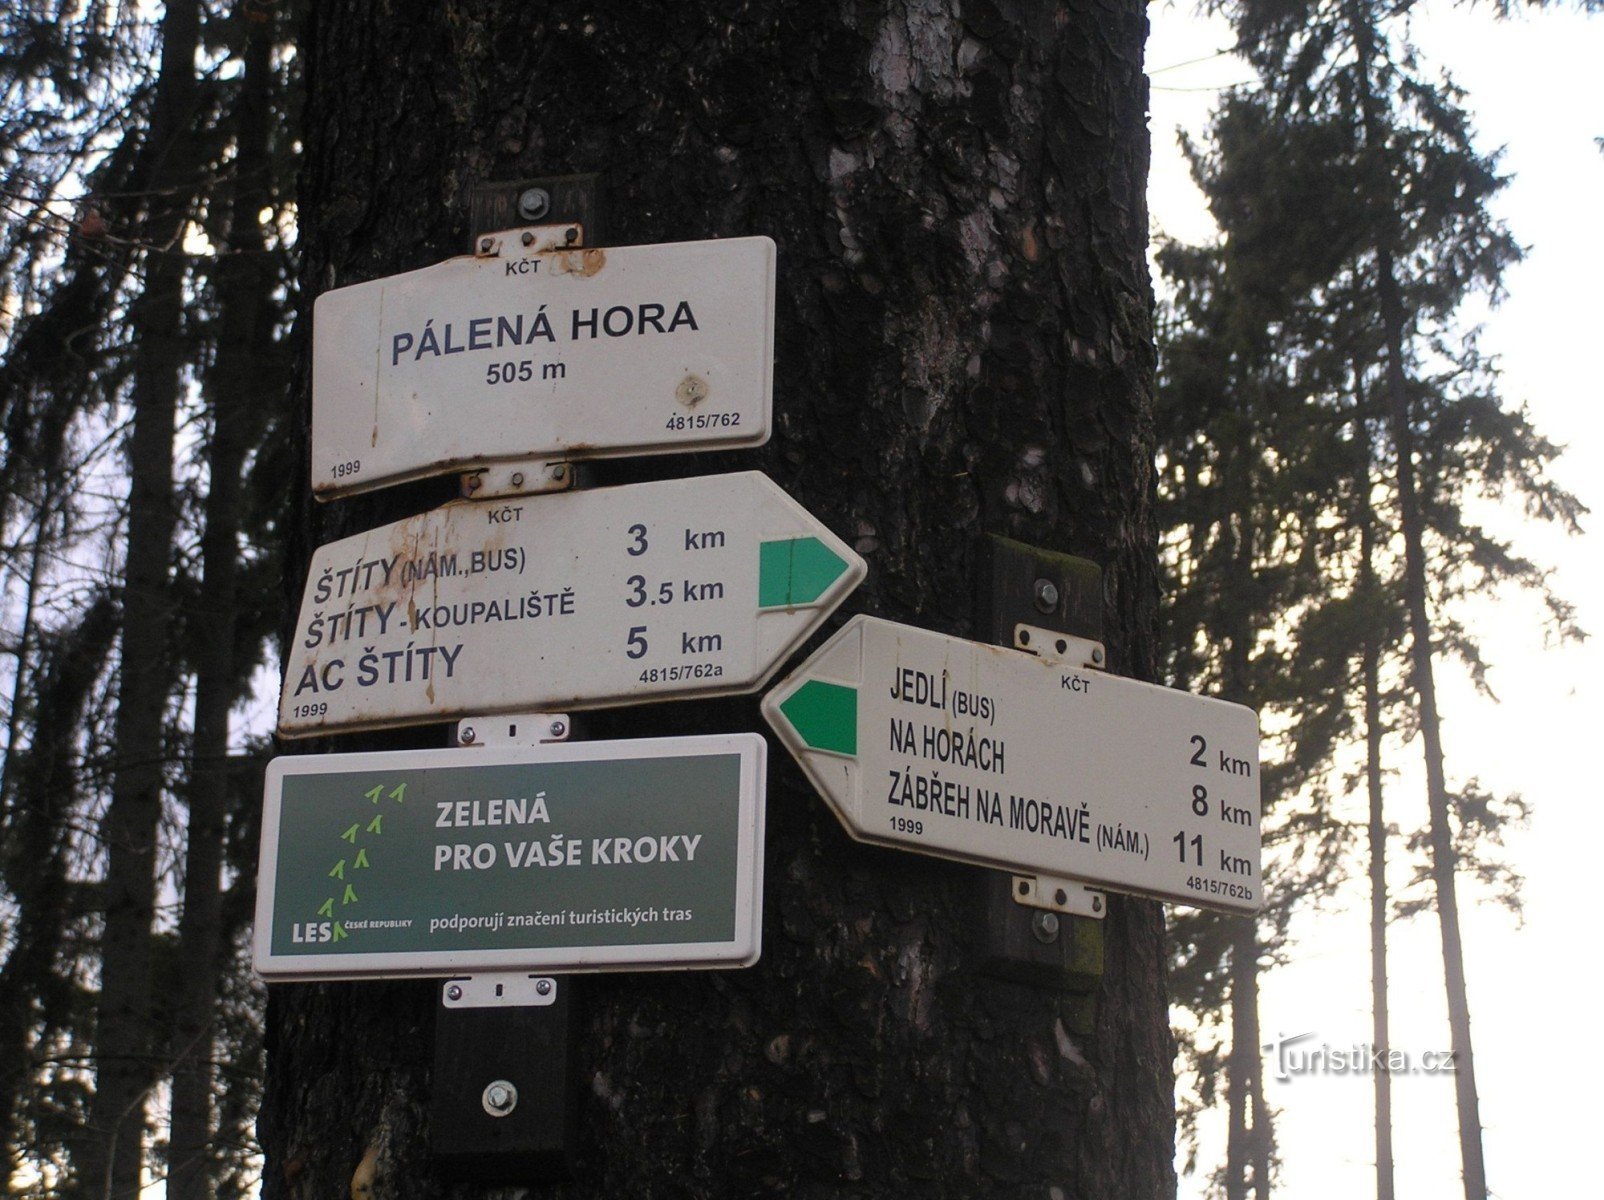 KČT
PÁLENÁ HORA
505 m
1999
4815/762
KČT
ŠTÍTY (NÁM.,BUS) 3 km
ŠTÍTY - KOUPALIŠTĚ 3.5 km
AC ŠTÍTY 5 km
1999
4815/762a
KČT
JEDLÍ (BUS) 2 km
NA HORÁCH 8 km
ZÁBŘEH NA MORAVĚ (NÁM.) 11 km
1999
4815/762b
ZELENÁ
PRO VAŠE KROKY
LESY ČESKÉ REPUBLIKY podporují značení turistických tras
Turistika.cz